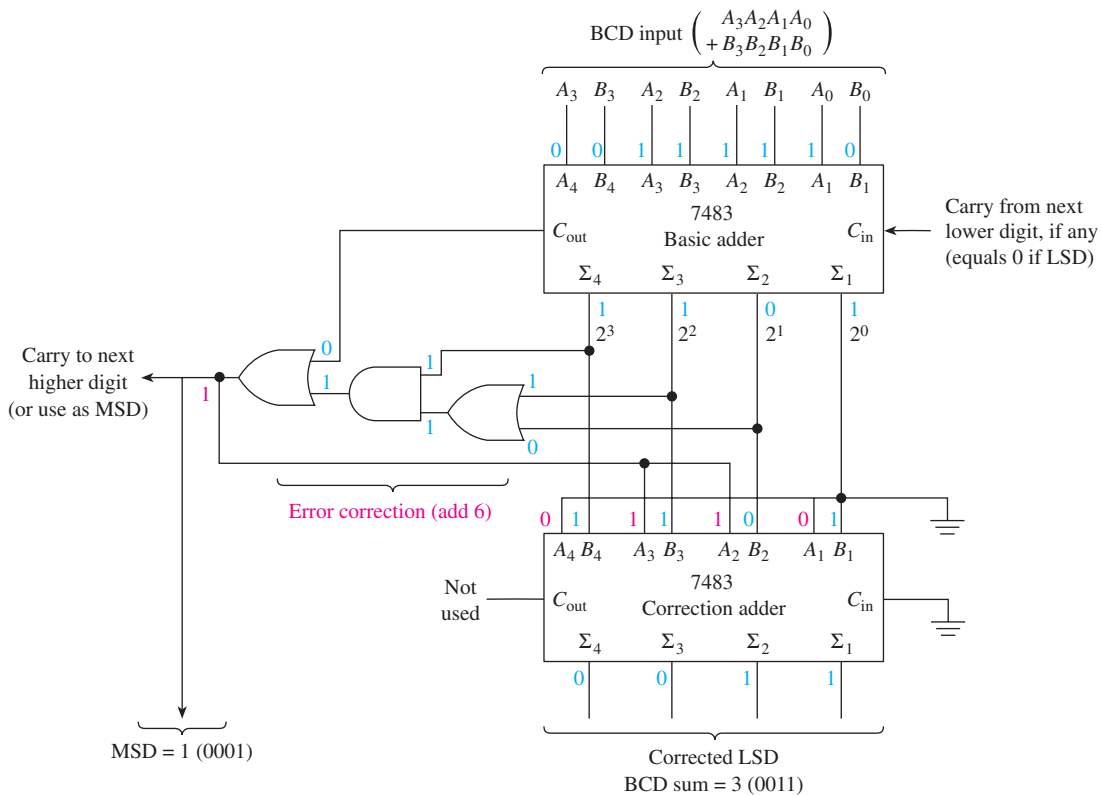 BCD input ( A₃A₂A₁A₀
+ B₃B₂B₁B₀ )
A₃ B₃ A₂ B₂ A₁ B₁ A₀ B₀
0 0 1 1 1 1 1 0
A₄ B₄ A₃ B₃ A₂ B₂ A₁ B₁
7483
Basic adder
C_out
C_in
Carry from next
lower digit, if any
(equals 0 if LSD)
Σ₄ Σ₃ Σ₂ Σ₁
1 1 0 1
2³ 2² 2¹ 2⁰
Carry to next
higher digit
(or use as MSD)
1
0
1
1
1
1
0
Error correction (add 6)
0 1 1 1 1 0 0 1
A₄ B₄ A₃ B₃ A₂ B₂ A₁ B₁
7483
Correction adder
Not
used
C_out
C_in
Σ₄ Σ₃ Σ₂ Σ₁
0 0 1 1
MSD = 1 (0001)
Corrected LSD
BCD sum = 3 (0011)